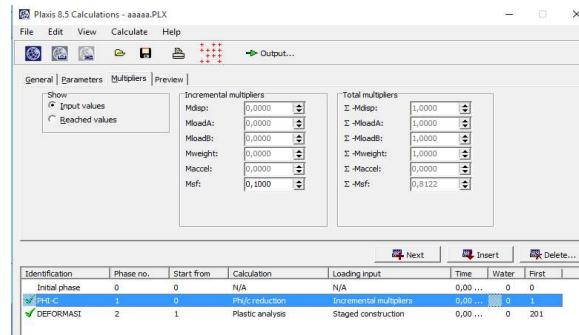 Plaxis 8.5 Calculations - aaaaa.PLX
File Edit View Calculate Help
Output...
General Parameters Multipliers Preview
Show
Input values
Reached values
Incremental multipliers
Mdisp: 0,0000
MloadA: 0,0000
MloadB: 0,0000
Mweight: 0,0000
Maccel: 0,0000
Msf: 0,1000
Total multipliers
Σ -Mdisp: 1,0000
Σ -MloadA: 1,0000
Σ -MloadB: 1,0000
Σ -Mweight: 1,0000
Σ -Maccel: 0,0000
Σ -Msf: 0,8122
Next Insert Delete...
Identification Phase no. Start from Calculation Loading input Time Water First
Initial phase 0 0 N/A N/A 0,00 ... 0 0
PHI-C 1 0 Phi/c reduction Incremental multipliers 0,00 ... 0 1
DEFORMASI 2 1 Plastic analysis Staged construction 0,00 ... 0 201